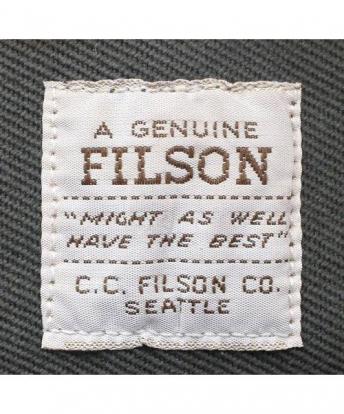 A GENUINE
FILSON
"MIGHT AS WELL
HAVE THE BEST"
C.C. FILSON CO.
SEATTLE